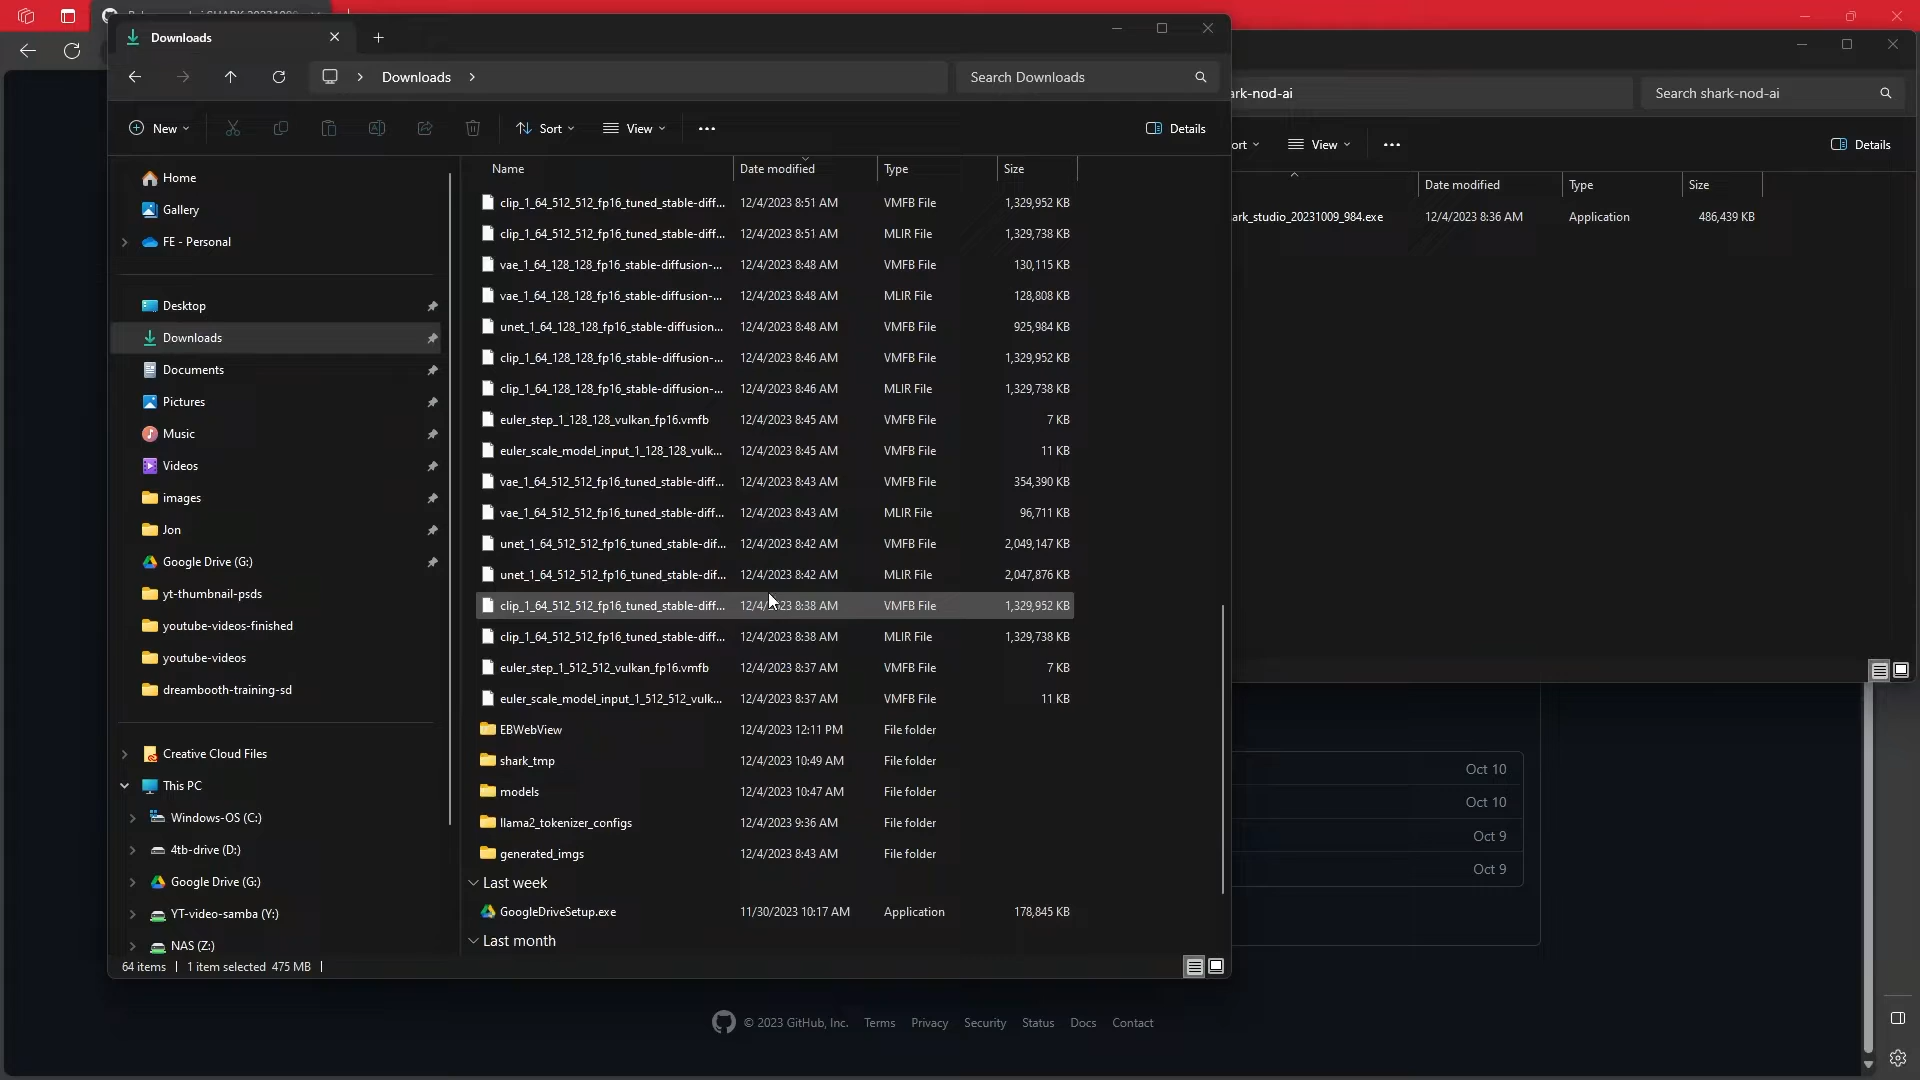 Downloads
Downloads
Search Downloads
New
Sort
View
Details
Home
Gallery
FE - Personal
Desktop
Downloads
Documents
Pictures
Music
Videos
images
Jon
Google Drive (G:)
yt-thumbnail-psds
youtube-videos-finished
youtube-videos
dreambooth-training-sd
Creative Cloud Files
This PC
Windows-OS (C:)
4tb-drive (D:)
Google Drive (G:)
YT-video-samba (Y:)
NAS (Z:)
64 items
1 item selected 475 MB
Name Date modified Type Size
clip_1_64_512_512_fp16_tuned_stable-diff... 12/4/2023 8:51 AM VMFB File 1,329,952 KB
clip_1_64_512_512_fp16_tuned_stable-diff... 12/4/2023 8:51 AM MLIR File 1,329,738 KB
vae_1_64_128_128_fp16_stable-diffusion-... 12/4/2023 8:48 AM VMFB File 130,115 KB
vae_1_64_128_128_fp16_stable-diffusion-... 12/4/2023 8:48 AM MLIR File 128,808 KB
unet_1_64_128_128_fp16_stable-diffusion... 12/4/2023 8:48 AM VMFB File 925,984 KB
clip_1_64_128_128_fp16_stable-diffusion-... 12/4/2023 8:46 AM VMFB File 1,329,952 KB
clip_1_64_128_128_fp16_stable-diffusion-... 12/4/2023 8:46 AM MLIR File 1,329,738 KB
euler_step_1_128_128_vulkan_fp16.vmfb 12/4/2023 8:45 AM VMFB File 7 KB
euler_scale_model_input_1_128_128_vulk... 12/4/2023 8:45 AM VMFB File 11 KB
vae_1_64_512_512_fp16_tuned_stable-diff... 12/4/2023 8:43 AM VMFB File 354,390 KB
vae_1_64_512_512_fp16_tuned_stable-diff... 12/4/2023 8:43 AM MLIR File 96,711 KB
unet_1_64_512_512_fp16_tuned_stable-dif... 12/4/2023 8:42 AM VMFB File 2,049,147 KB
unet_1_64_512_512_fp16_tuned_stable-dif... 12/4/2023 8:42 AM MLIR File 2,047,876 KB
clip_1_64_512_512_fp16_tuned_stable-diff... 12/4/2023 8:38 AM VMFB File 1,329,952 KB
clip_1_64_512_512_fp16_tuned_stable-diff... 12/4/2023 8:38 AM MLIR File 1,329,738 KB
euler_step_1_512_512_vulkan_fp16.vmfb 12/4/2023 8:37 AM VMFB File 7 KB
euler_scale_model_input_1_512_512_vulk... 12/4/2023 8:37 AM VMFB File 11 KB
EBWebView 12/4/2023 12:11 PM File folder
shark_tmp 12/4/2023 10:49 AM File folder
models 12/4/2023 10:47 AM File folder
llama2_tokenizer_configs 12/4/2023 9:36 AM File folder
generated_imgs 12/4/2023 8:43 AM File folder
Last week
GoogleDriveSetup.exe 11/30/2023 10:17 AM Application 178,845 KB
Last month
ark-nod-ai
Search shark-nod-ai
ort
View
Details
Date modified Type Size
ark_studio_20231009_984.exe 12/4/2023 8:36 AM Application 486,439 KB
Oct 10
Oct 10
Oct 9
Oct 9
© 2023 GitHub, Inc. Terms Privacy Security Status Docs Contact